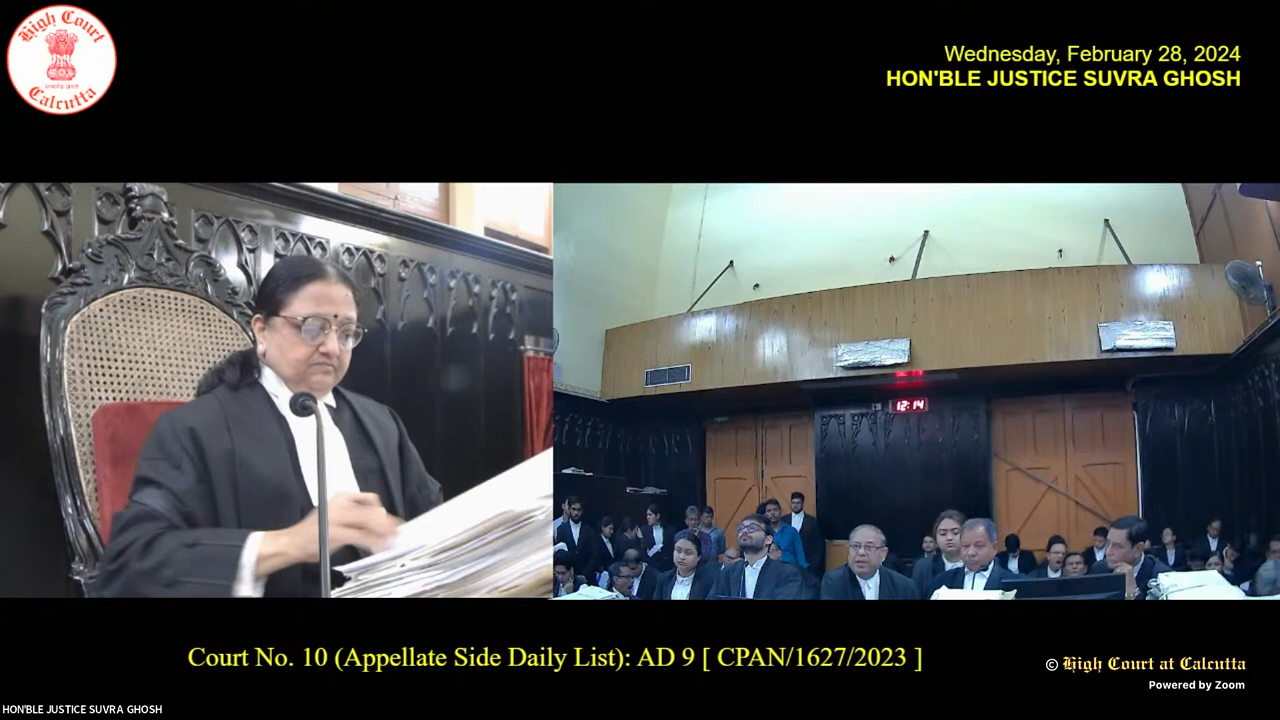 High Court
Calcutta
Wednesday, February 28, 2024
HON'BLE JUSTICE SUVRA GHOSH
12:14
Court No. 10 (Appellate Side Daily List): AD 9 [ CPAN/1627/2023 ]
© High Court at Calcutta
Powered by Zoom
HON'BLE JUSTICE SUVRA GHOSH